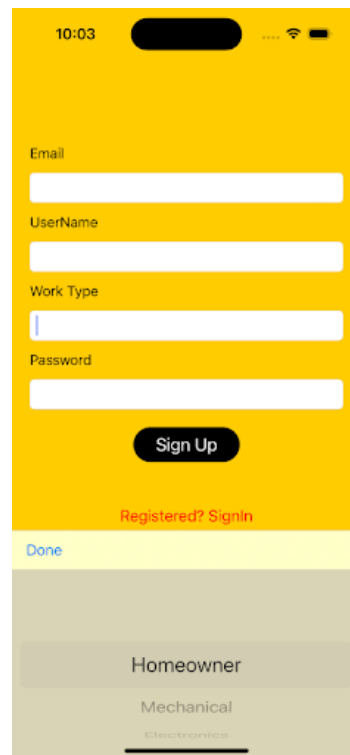 10:03
Email
UserName
Work Type
Password
Sign Up
Registered? SignIn
Done
Homeowner
Mechanical
Electronics